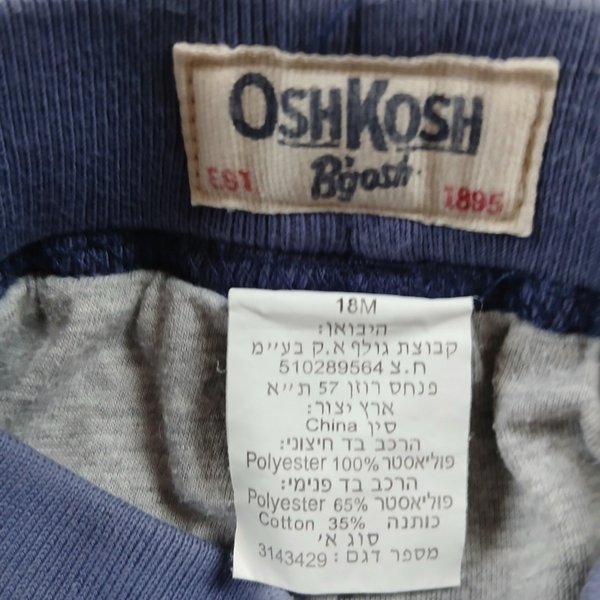 OSHKOSH
EST. B'gosh 1895
18M
היבואן:
קבוצת גולף א.ק בע״מ
ח.צ 510289564
פנחס רוזן 57 ת״א
ארץ יצור:
סין China
הרכב בד חיצוני:
פוליאסטר 100% Polyester
הרכב בד פנימי:
פוליאסטר 65% Polyester
כותנה 35% Cotton
סוג א'
מספר דגם: 3143429